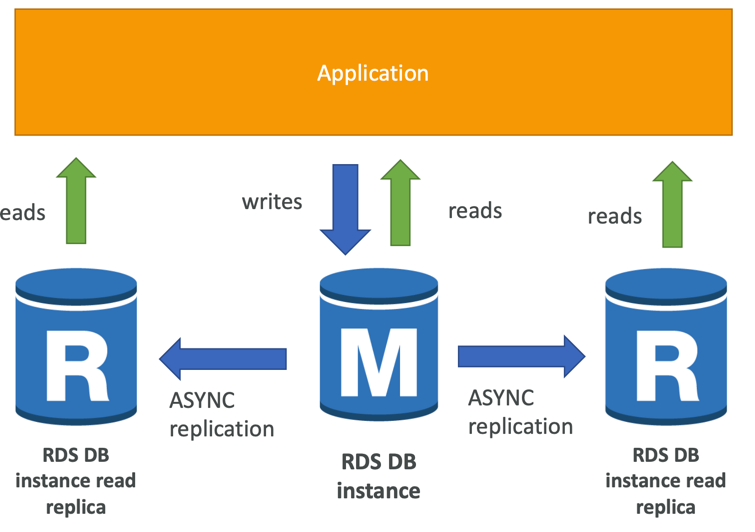 Application
eads
writes
reads
reads
R
M
R
ASYNC
replication
ASYNC
replication
RDS DB
instance read
replica
RDS DB
instance
RDS DB
instance read
replica